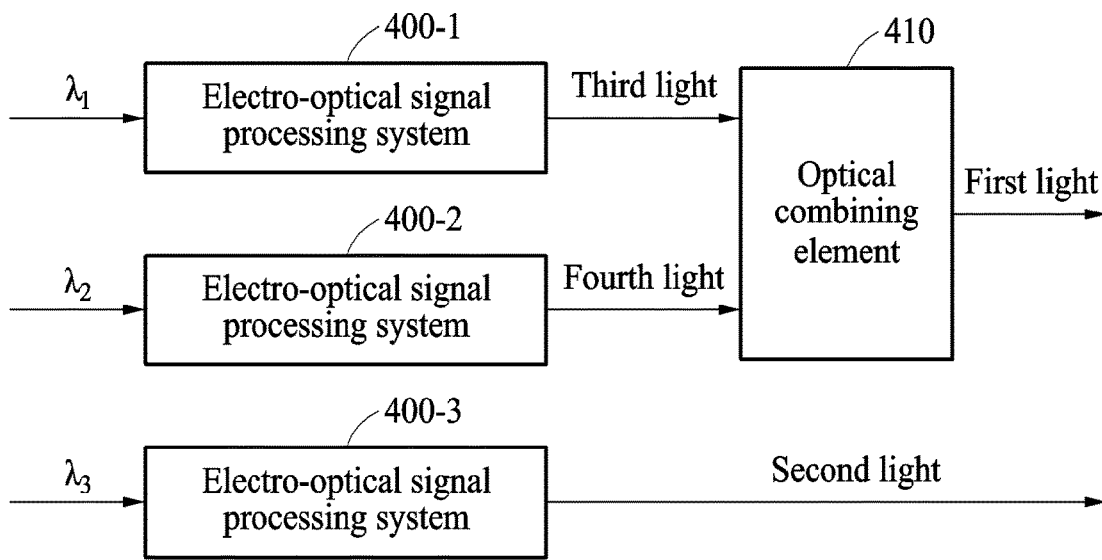 400-1
410
λ1
Electro-optical signal
processing system
Third light
Optical
combining
element
First light
400-2
λ2
Electro-optical signal
processing system
Fourth light
400-3
λ3
Electro-optical signal
processing system
Second light